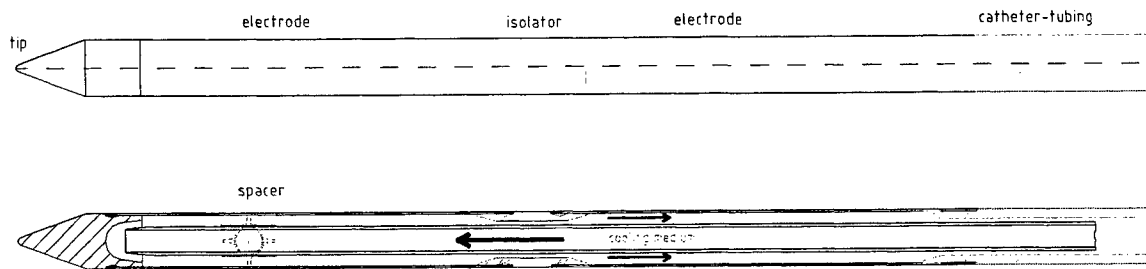 electrode isolator electrode catheter-tubing
tip
spacer
cooling medium